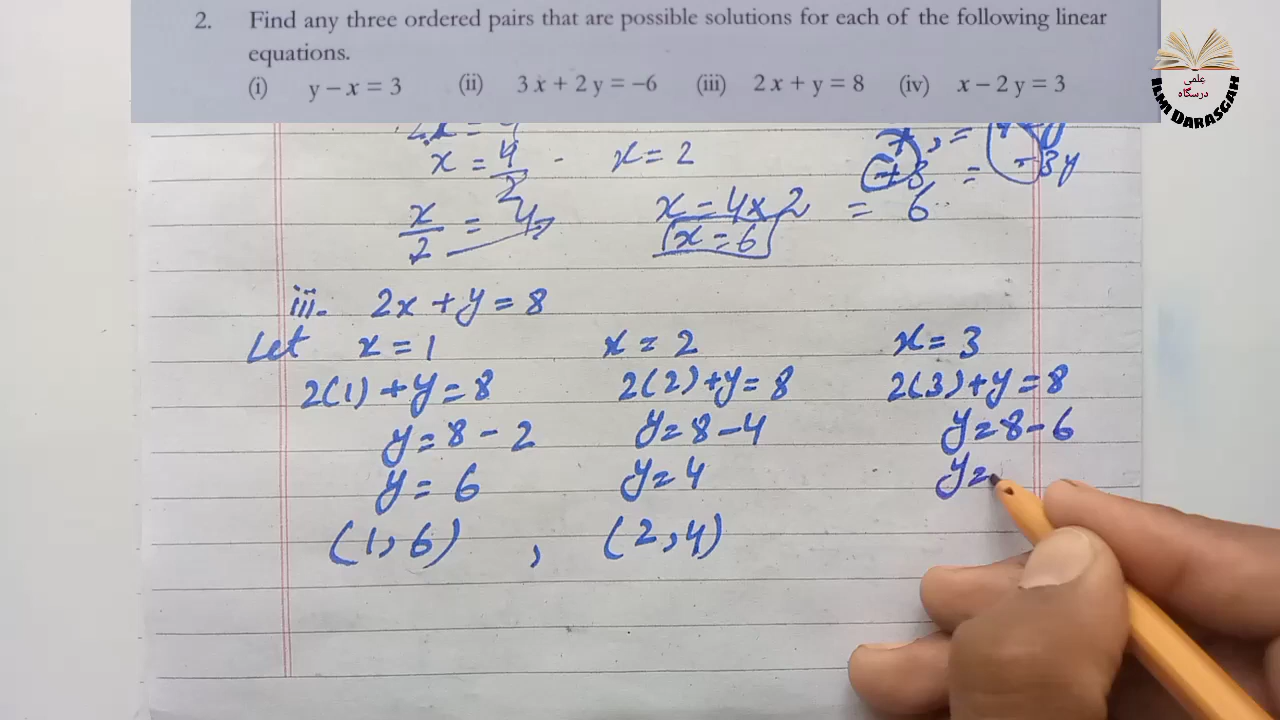 2. Find any three ordered pairs that are possible solutions for each of the following linear
equations.
(i) y − x = 3 (ii) 3x + 2y = −6 (iii) 2x + y = 8 (iv) x − 2y = 3
علمی
درسگاہ
ILMI DARASGAH
x = 4/2 - x = 2
x/2 = 4 x = 4 × 2 = 6
x = 6
iii. 2x + y = 8
Let x = 1 x = 2 x = 3
2(1) + y = 8 2(2) + y = 8 2(3) + y = 8
y = 8 − 2 y = 8 − 4 y = 8 − 6
y = 6 y = 4 y =
(1, 6) , (2, 4)